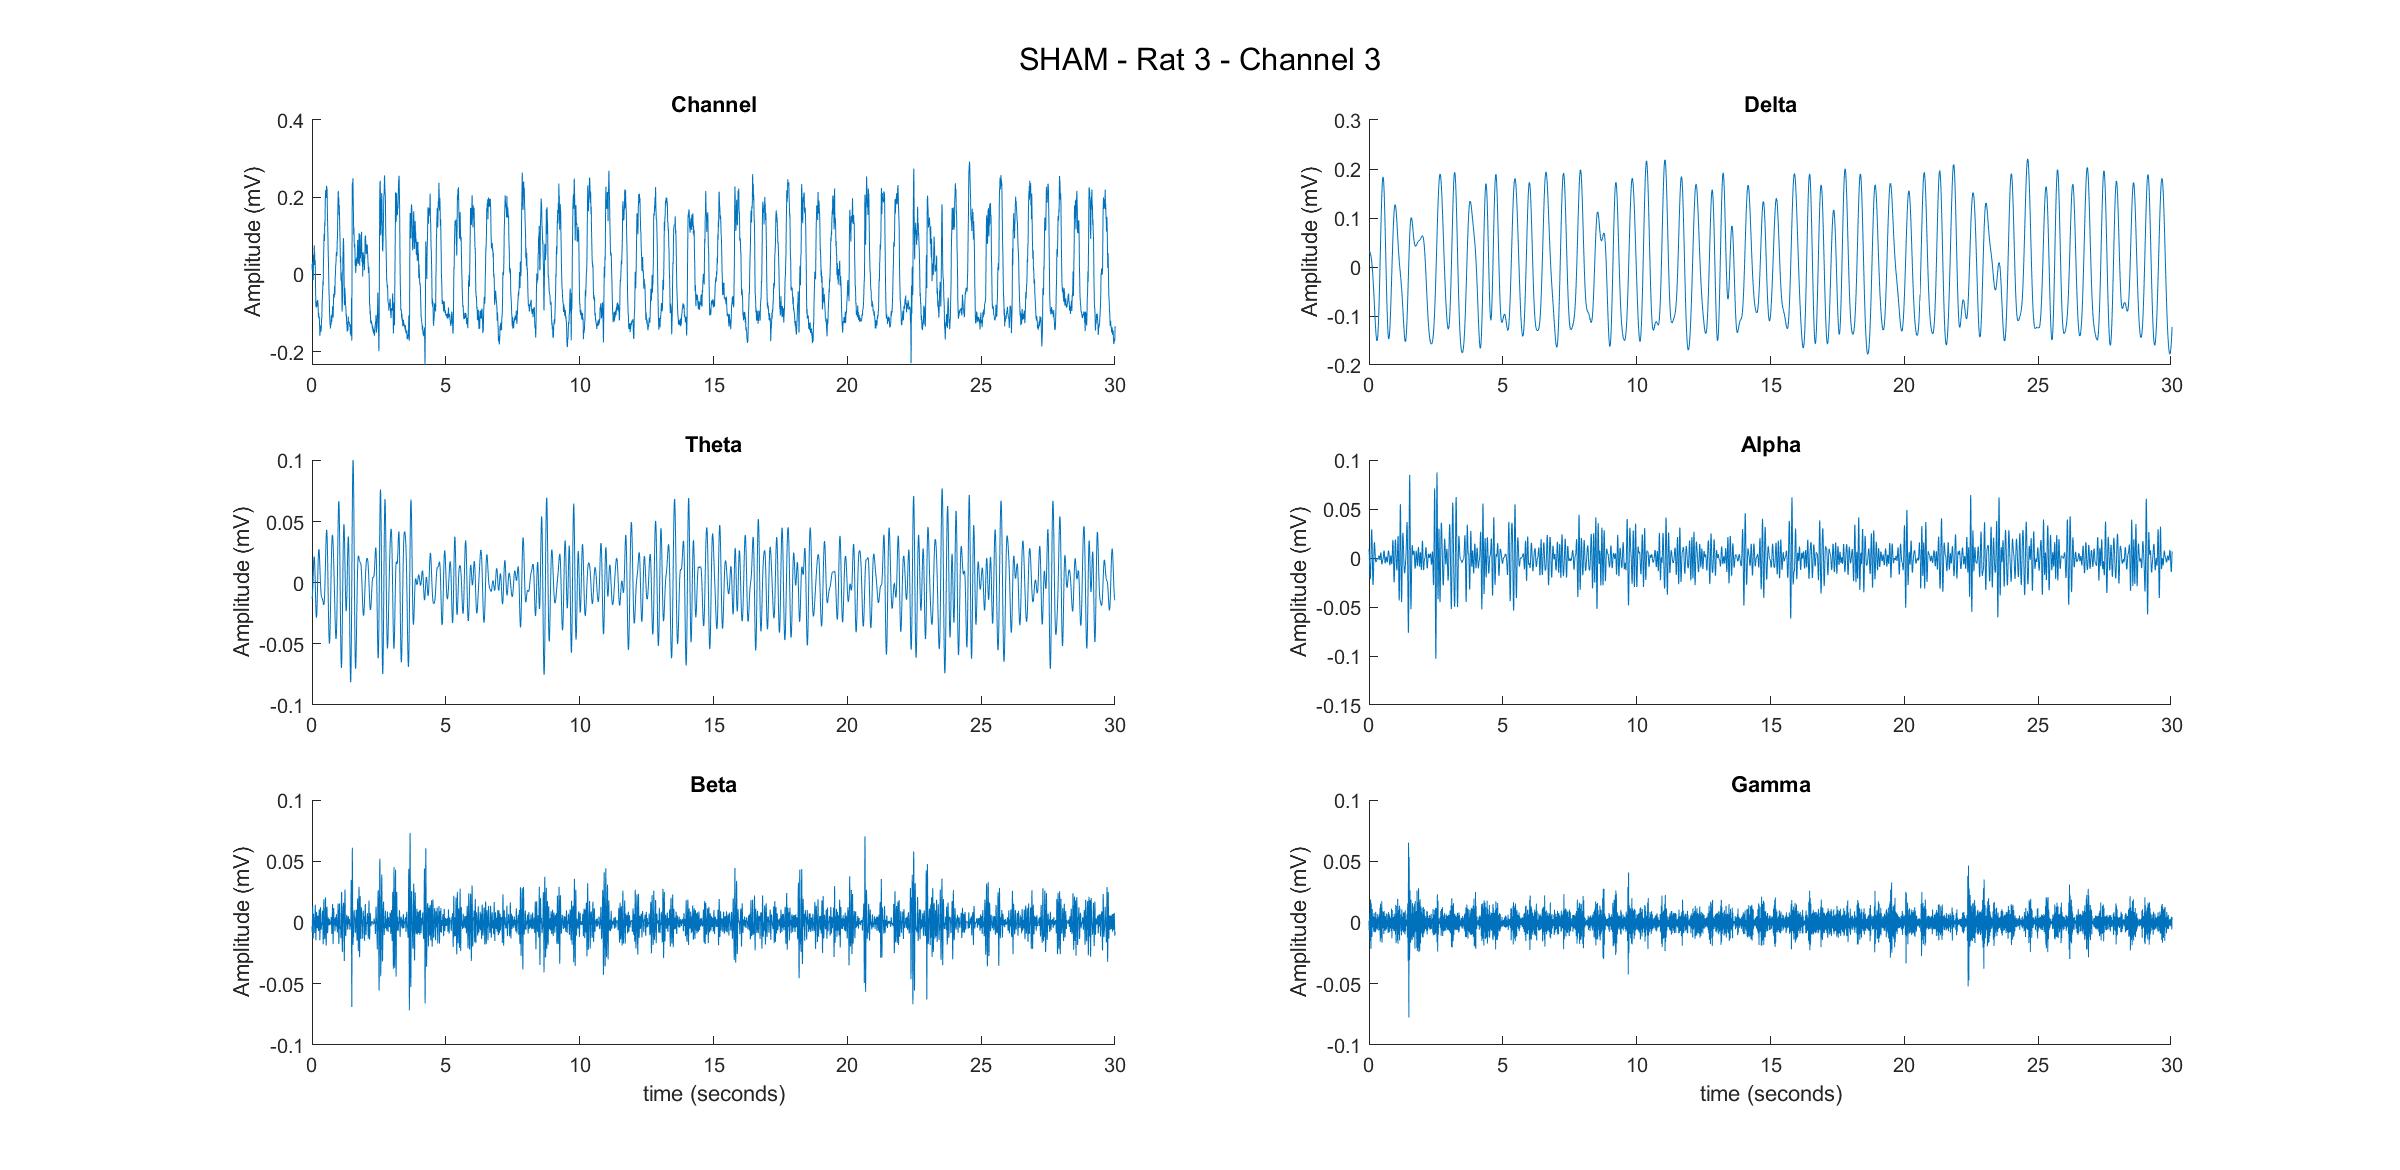 SHAM - Rat 3 - Channel 3
Channel
Amplitude (mV)
0.4
0.2
0
-0.2
0 5 10 15 20 25 30
Delta
Amplitude (mV)
0.3
0.2
0.1
0
-0.1
-0.2
0 5 10 15 20 25 30
Theta
Amplitude (mV)
0.1
0.05
0
-0.05
-0.1
0 5 10 15 20 25 30
Alpha
Amplitude (mV)
0.1
0.05
0
-0.05
-0.1
-0.15
0 5 10 15 20 25 30
Beta
Amplitude (mV)
0.1
0.05
0
-0.05
-0.1
0 5 10 15 20 25 30
time (seconds)
Gamma
Amplitude (mV)
0.1
0.05
0
-0.05
-0.1
0 5 10 15 20 25 30
time (seconds)